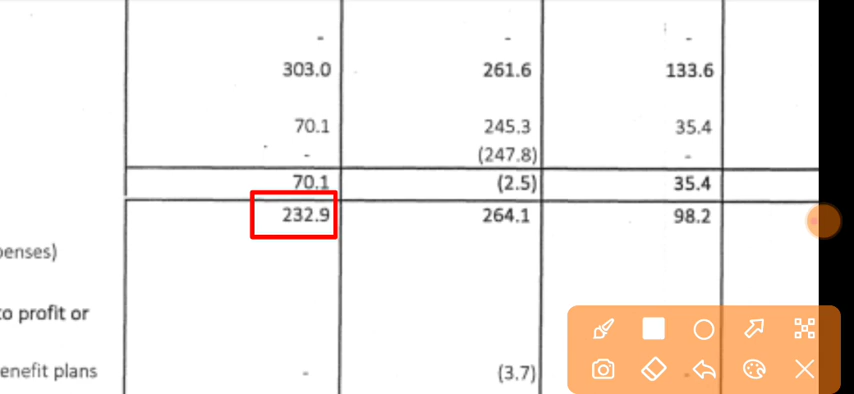 - - -
303.0 261.6 133.6
70.1 245.3 35.4
- (247.8) -
70.1 (2.5) 35.4
232.9 264.1 98.2
penses)
to profit or
enefit plans - (3.7) -